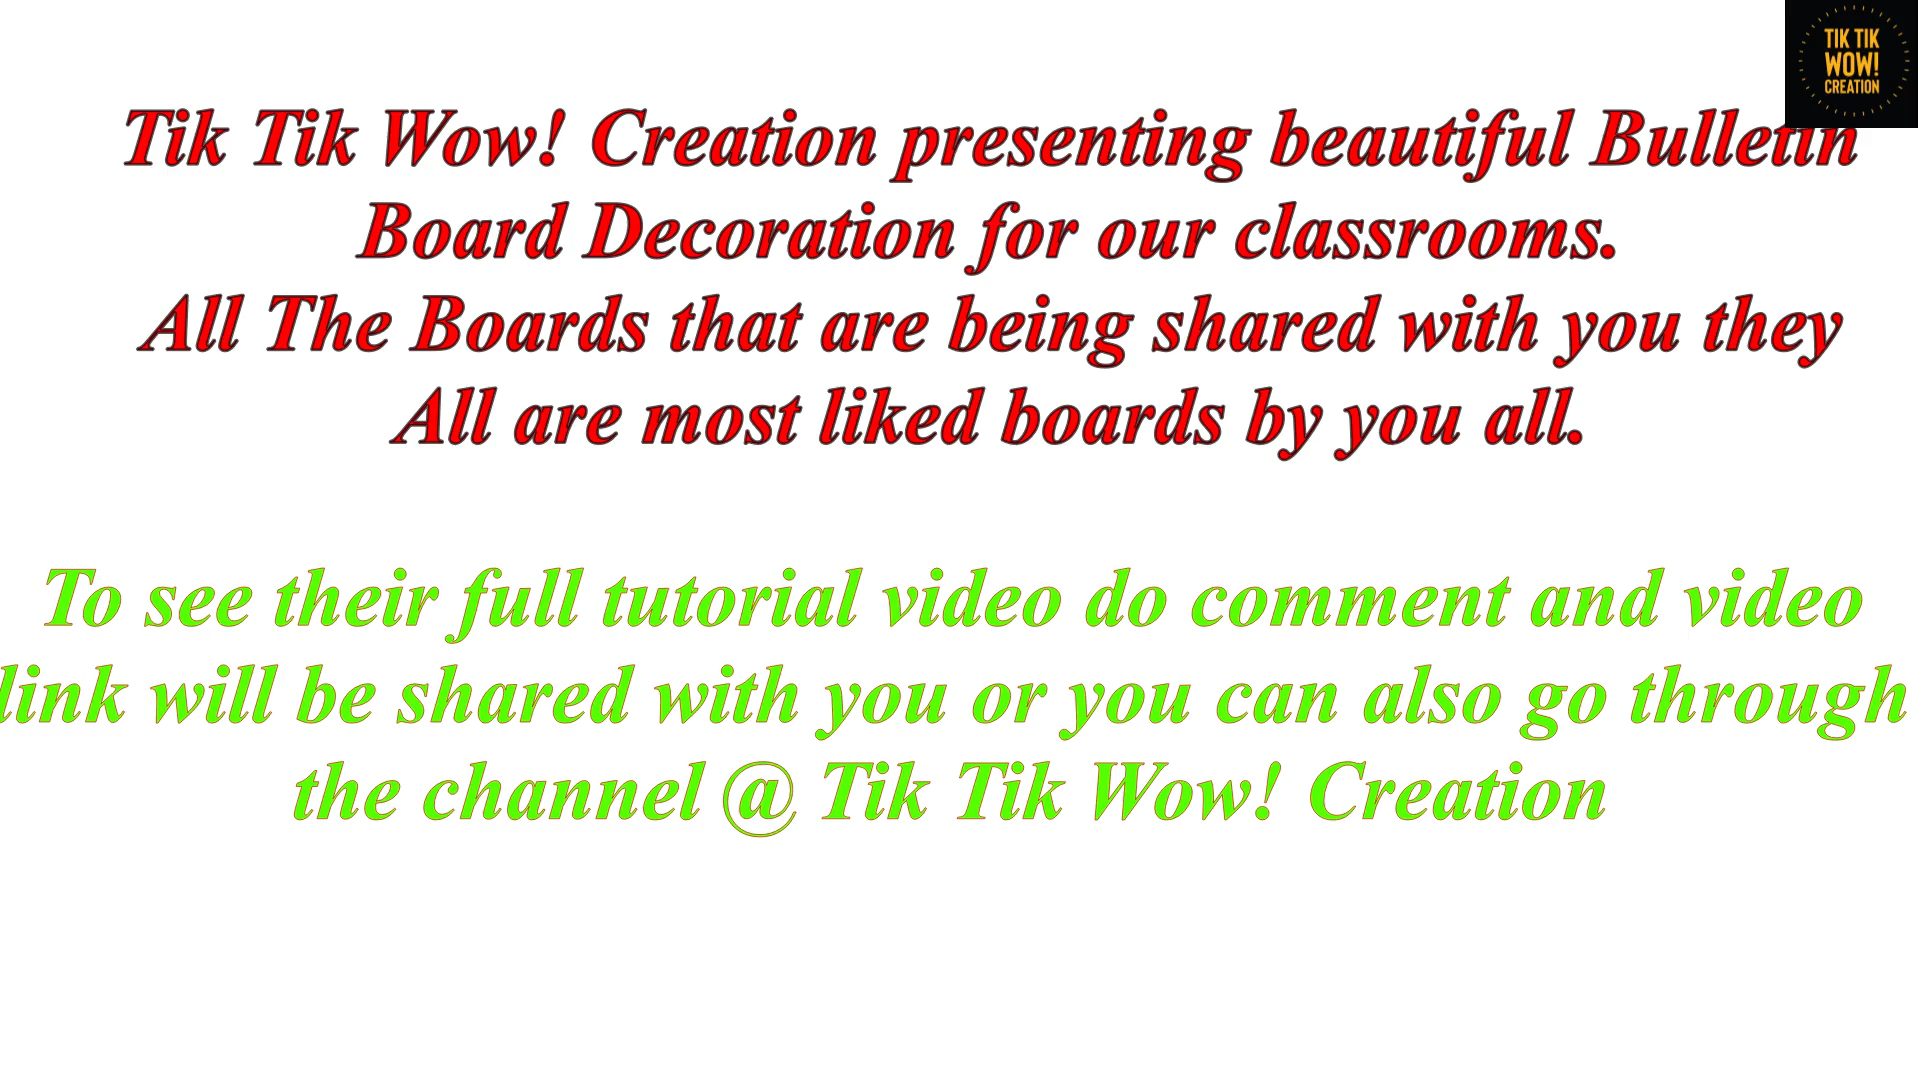 TIK TIK
WOW!
CREATION
Tik Tik Wow! Creation presenting beautiful Bulletin
Board Decoration for our classrooms.
All The Boards that are being shared with you they
All are most liked boards by you all.
To see their full tutorial video do comment and video
link will be shared with you or you can also go through
the channel @ Tik Tik Wow! Creation